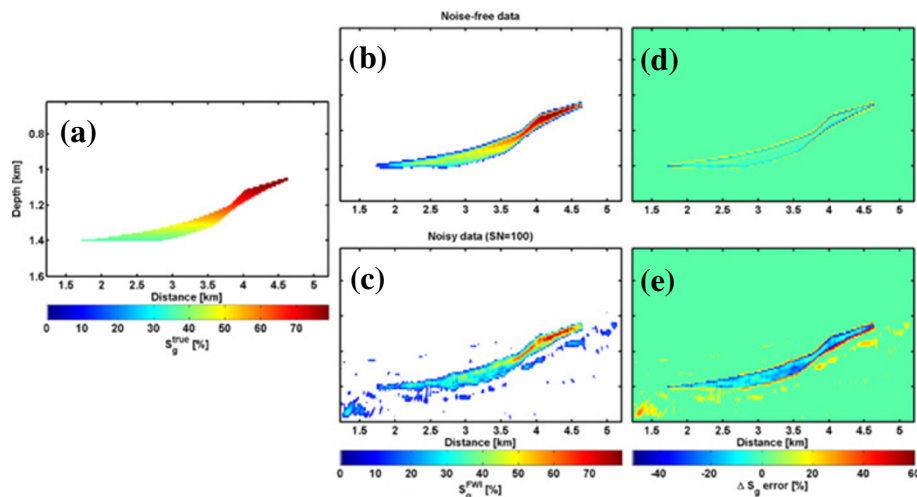 Noise-free data
(b)
(d)
(a)
0.8
1
1.2
1.4
1.6
Depth [km]
1.5 2 2.5 3 3.5 4 4.5 5
Distance [km]
0 10 20 30 40 50 60 70
S_g^true [%]
1.5 2 2.5 3 3.5 4 4.5 5
1.5 2 2.5 3 3.5 4 4.5 5
Noisy data (SN=100)
(c)
(e)
1.5 2 2.5 3 3.5 4 4.5 5
Distance [km]
1.5 2 2.5 3 3.5 4 4.5 5
Distance [km]
0 10 20 30 40 50 60 70
S_g^FWI [%]
-40 -20 0 20 40 60
Δ S_g error [%]